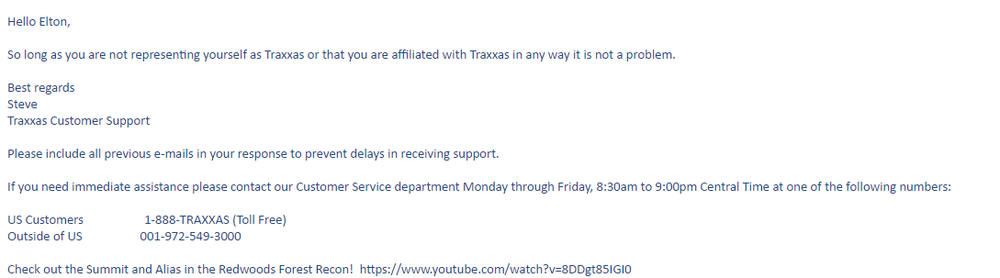 Hello Elton,
So long as you are not representing yourself as Traxxas or that you are affiliated with Traxxas in any way it is not a problem.
Best regards
Steve
Traxxas Customer Support
Please include all previous e-mails in your response to prevent delays in receiving support.
If you need immediate assistance please contact our Customer Service department Monday through Friday, 8:30am to 9:00pm Central Time at one of the following numbers:
US Customers 1-888-TRAXXAS (Toll Free)
Outside of US 001-972-549-3000
Check out the Summit and Alias in the Redwoods Forest Recon! https://www.youtube.com/watch?v=8DDgt85IGI0